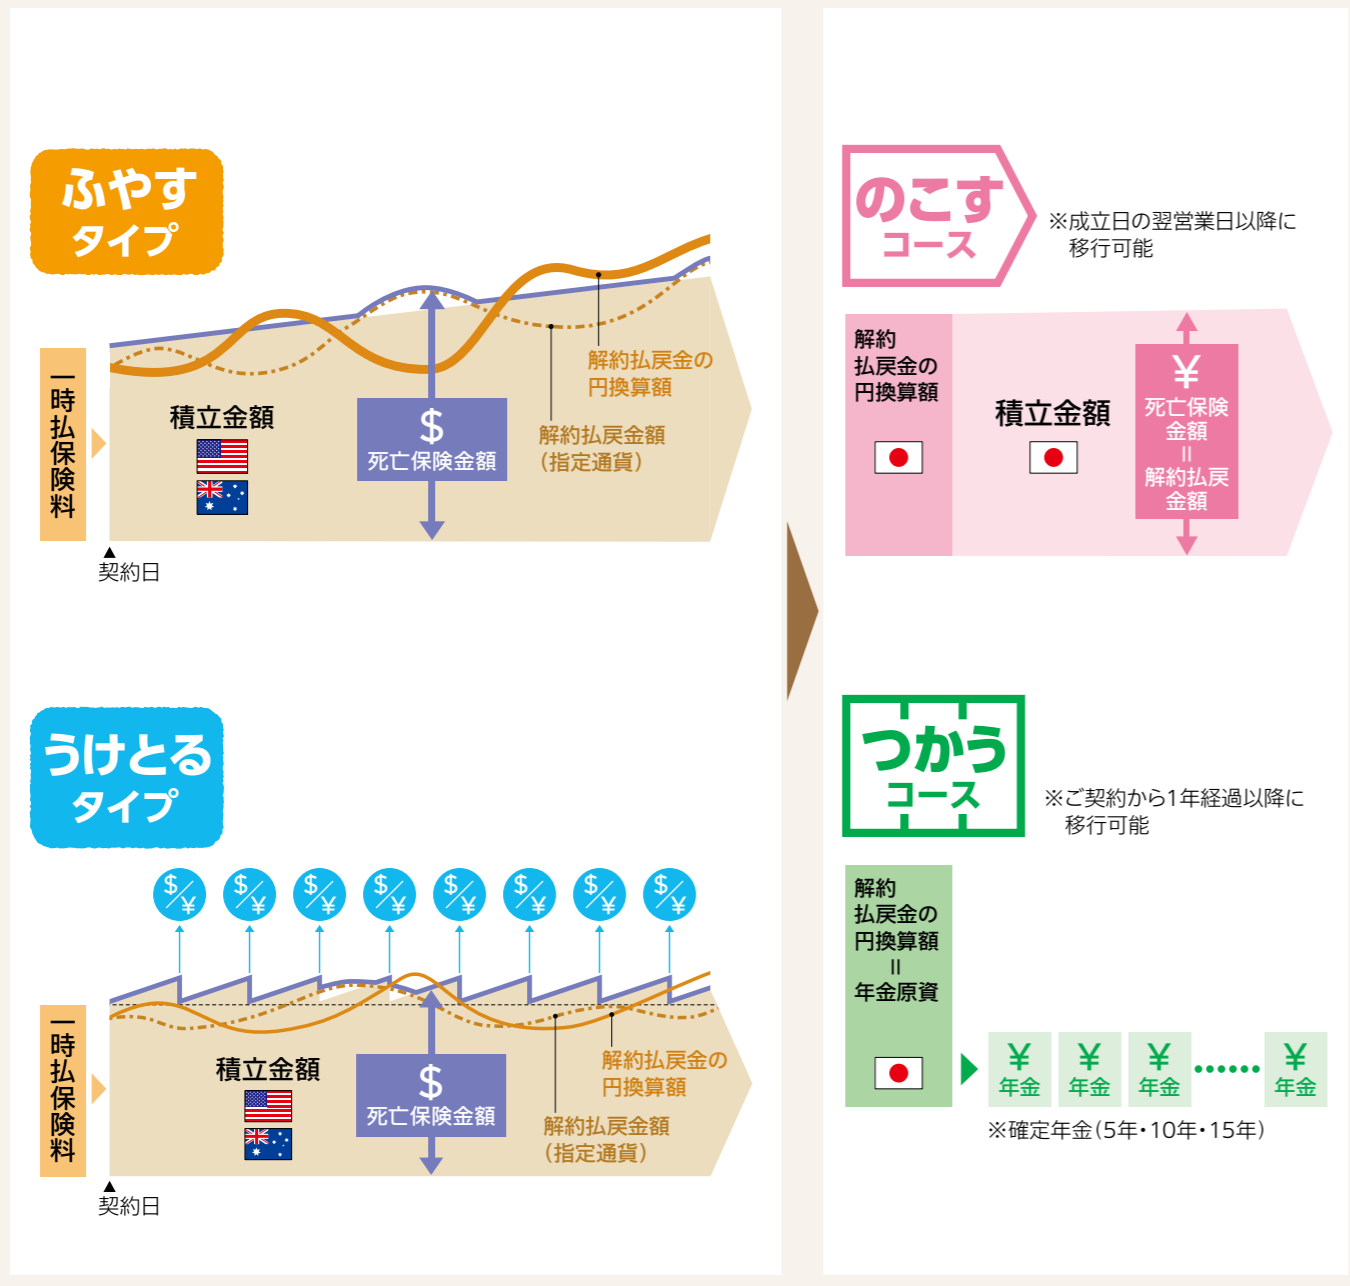 ふやす
タイプ
一時払保険料
積立金額
$
死亡保険金額
解約払戻金の
円換算額
解約払戻金額
(指定通貨)
▲
契約日
うけとる
タイプ
$/¥
$/¥
$/¥
$/¥
$/¥
$/¥
$/¥
$/¥
一時払保険料
積立金額
$
死亡保険金額
解約払戻金の
円換算額
解約払戻金額
(指定通貨)
▲
契約日
のこす
コース
※成立日の翌営業日以降に
移行可能
解約
払戻金の
円換算額
積立金額
¥
死亡保険
金額
=
解約払戻
金額
つかう
コース
※ご契約から1年経過以降に
移行可能
解約
払戻金の
円換算額
=
年金原資
¥
年金
¥
年金
¥
年金
¥
年金
※確定年金(5年・10年・15年)